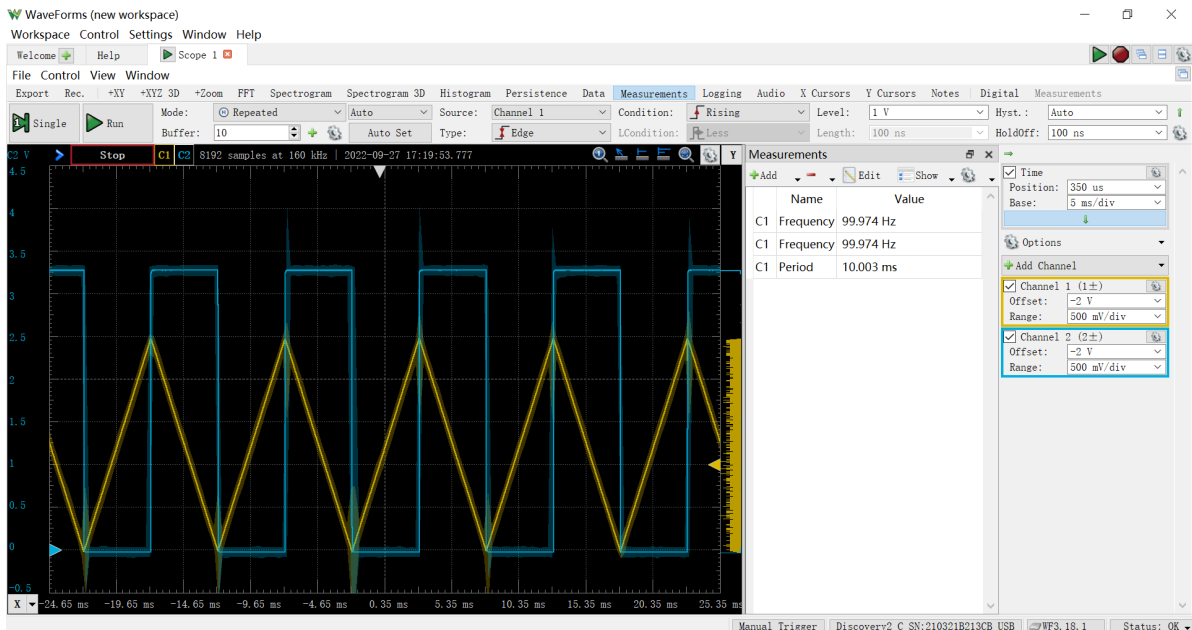 WaveForms (new workspace)
Workspace Control Settings Window Help
Welcome Help Scope 1
File Control View Window
Export Rec. +XY +XYZ 3D +Zoom FFT Spectrogram Spectrogram 3D Histogram Persistence Data Measurements Logging Audio X Cursors Y Cursors Notes Digital Measurements
Single Run Mode: Repeated Auto Source: Channel 1 Condition: Rising Level: 1 V Hyst.: Auto
Buffer: 10 Auto Set Type: Edge LCondition: Less Length: 100 ns HoldOff: 100 ns
C2 V Stop C1 C2 8192 samples at 160 kHz | 2022-09-27 17:19:53.777 Y
4.5
4
3.5
3
2.5
2
1.5
1
0.5
0
-0.5
X -24.65 ms -19.65 ms -14.65 ms -9.65 ms -4.65 ms 0.35 ms 5.35 ms 10.35 ms 15.35 ms 20.35 ms 25.35 ms
Measurements
Add Edit Show
Name Value
C1 Frequency 99.974 Hz
C1 Frequency 99.974 Hz
C1 Period 10.003 ms
Time
Position: 350 us
Base: 5 ms/div
Options
Add Channel
Channel 1 (1±)
Offset: -2 V
Range: 500 mV/div
Channel 2 (2±)
Offset: -2 V
Range: 500 mV/div
Manual Trigger Discovery2 C SN:210321B213CB USB WF3.18.1 Status: OK